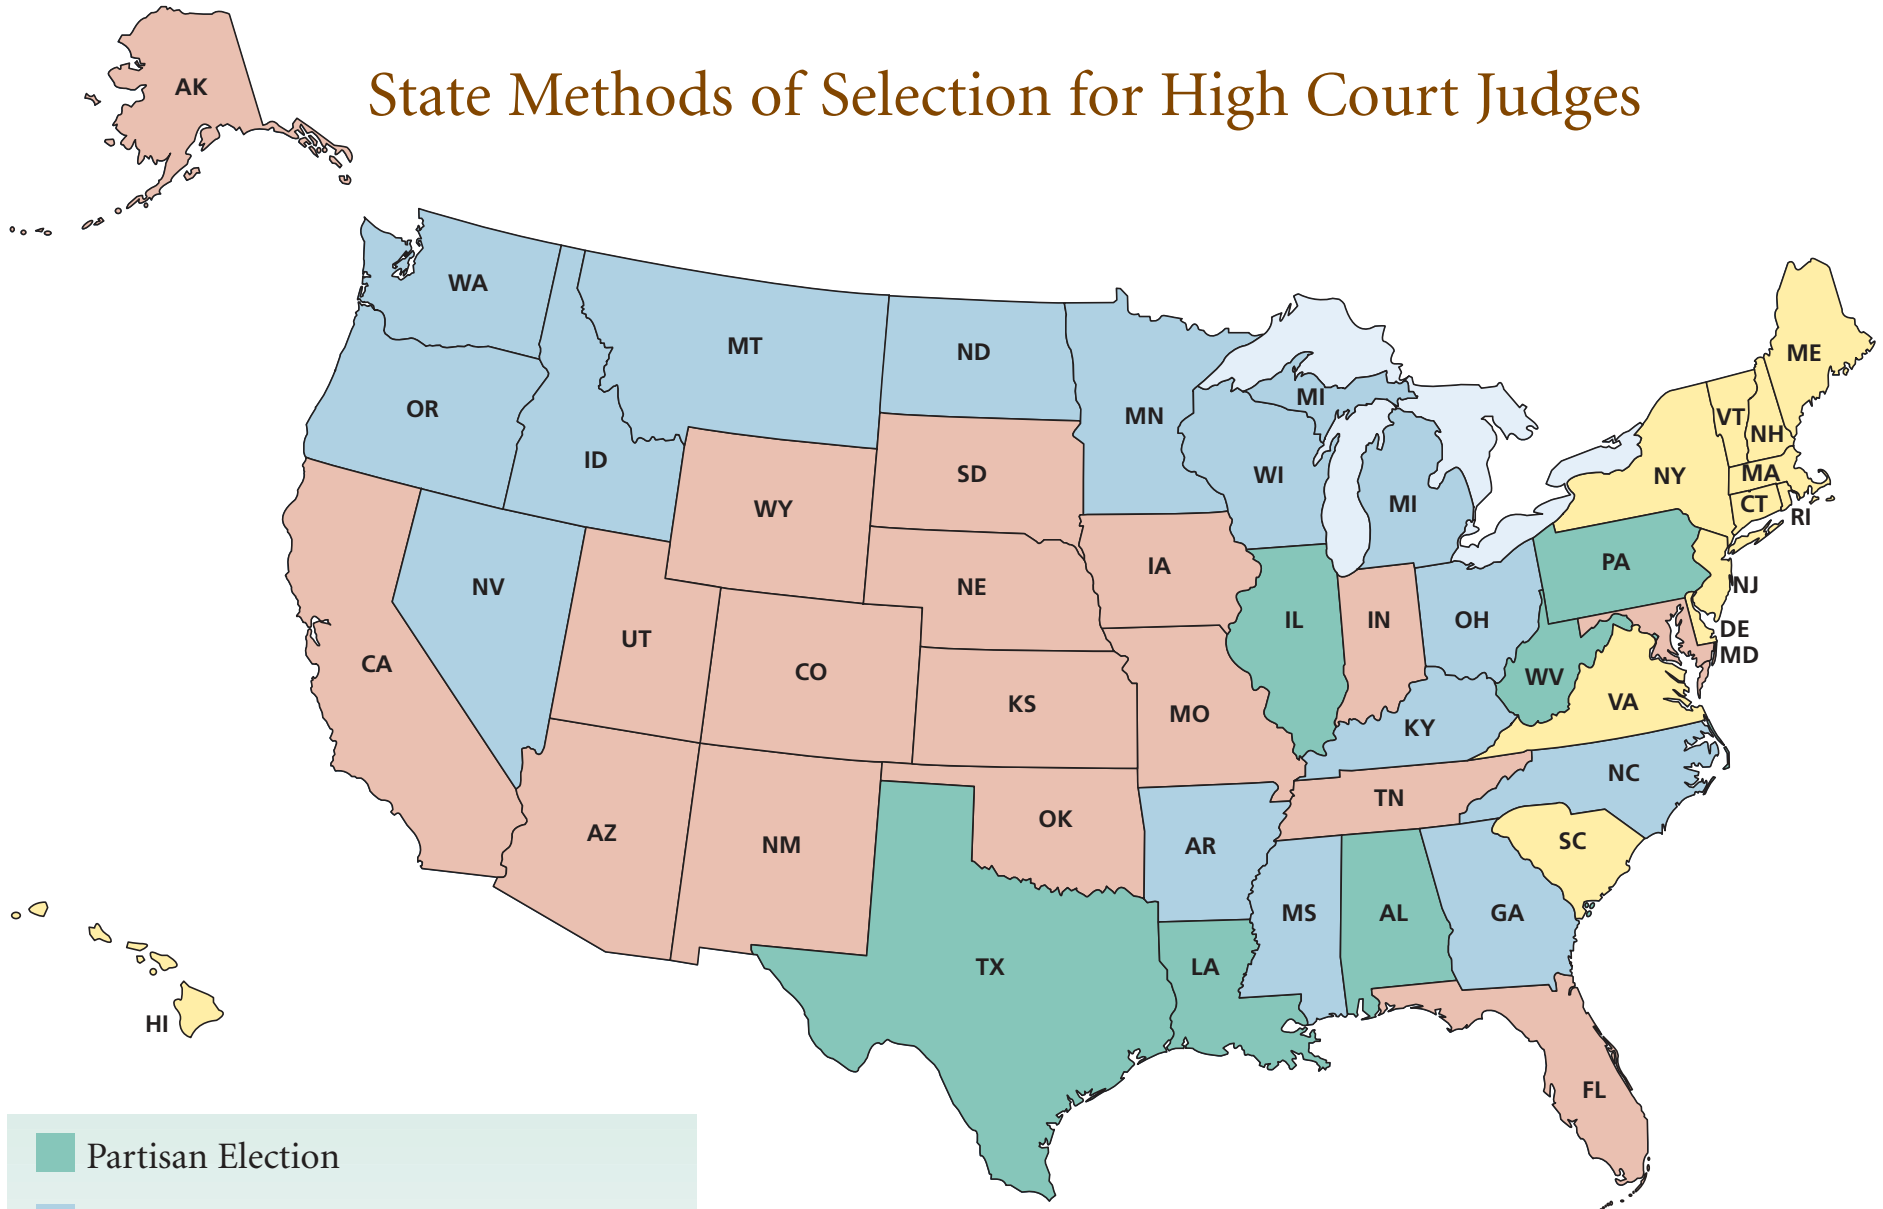 AK
State Methods of Selection for High Court Judges
WA
MT
ND
MN
MI
ME
OR
ID
SD
WI
MI
NY
VT
NH
MA
CT
RI
WY
NV
NE
IA
PA
NJ
UT
CO
IL
IN
OH
DE
MD
CA
KS
MO
WV
VA
KY
NC
AZ
NM
OK
AR
TN
SC
TX
LA
MS
AL
GA
HI
FL
Partisan Election